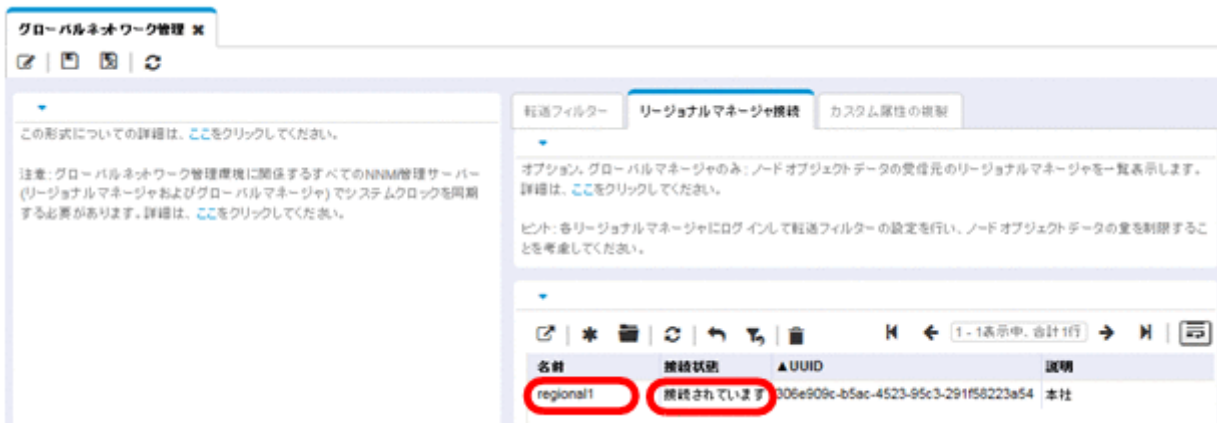 グローバルネットワーク管理
この形式についての詳細は、ここをクリックしてください。
注意:グローバルネットワーク管理環境に関係するすべてのNNMi管理サーバー
(リージョナルマネージャおよびグローバルマネージャ)でシステムクロックを同期
する必要があります。詳細は、ここをクリックしてください。
転送フィルター リージョナルマネージャ接続 カスタム属性の複製
オプション。グローバルマネージャのみ:ノードオブジェクトデータの受信元のリージョナルマネージャを一覧表示します。
詳細は、ここをクリックしてください。
ヒント:各リージョナルマネージャにログインして転送フィルターの設定を行い、ノードオブジェクトデータの量を制限するこ
とを考慮してください。
1 - 1表示中、合計1行
名前 接続状態 ▲UUID 説明
regional1 接続されています 306e909c-b5ac-4523-95c3-291f58223a54 本社